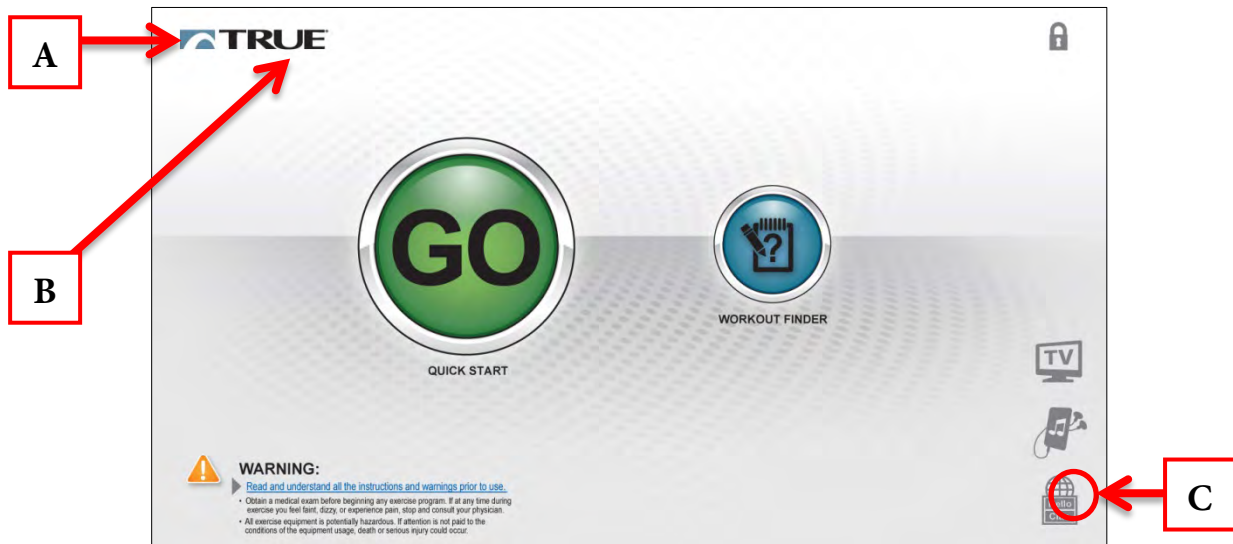 A
TRUE
GO
?
WORKOUT FINDER
QUICK START
TV
B
WARNING:
Read and understand all the instructions and warnings prior to use.
• Obtain a medical exam before beginning any exercise program. If at any time during
exercise you feel faint, dizzy, or experience pain, stop and consult your physician.
• All exercise equipment is potentially hazardous. If attention is not paid to the
conditions of the equipment usage, death or serious injury could occur.
Hello
C